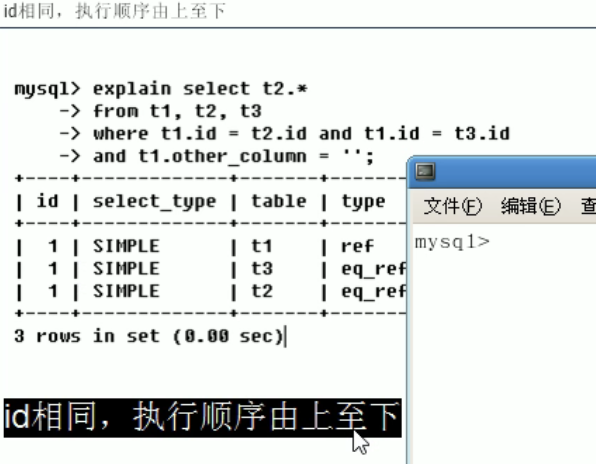 id相同，执行顺序由上至下
mysql> explain select t2.*
-> from t1, t2, t3
-> where t1.id = t2.id and t1.id = t3.id
-> and t1.other_column = '';
+----+-------------+-------+--------
| id | select_type | table | type
+----+-------------+-------+--------
| 1 | SIMPLE | t1 | ref
| 1 | SIMPLE | t3 | eq_ref
| 1 | SIMPLE | t2 | eq_ref
+----+-------------+-------+--------
3 rows in set (0.00 sec)
文件(F) 编辑(E) 查
mysql>
id相同，执行顺序由上至下